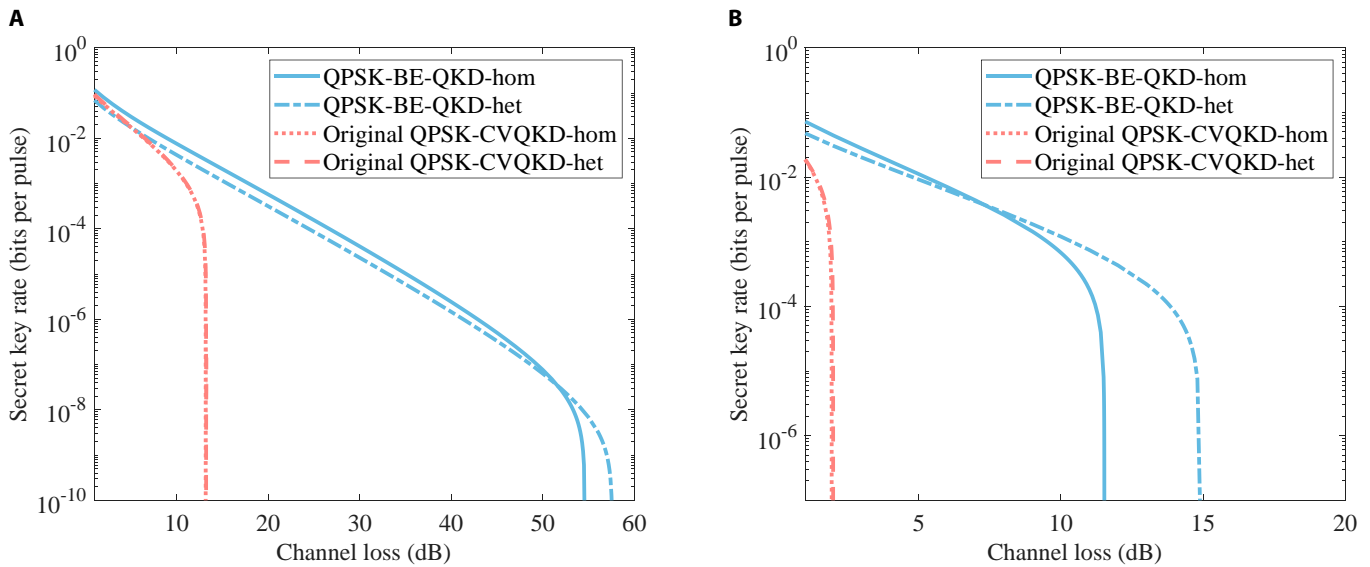 A
10^0
10^-2
10^-4
10^-6
10^-8
10^-10
Secret key rate (bits per pulse)
QPSK-BE-QKD-hom
QPSK-BE-QKD-het
Original QPSK-CVQKD-hom
Original QPSK-CVQKD-het
10 20 30 40 50 60
Channel loss (dB)
B
10^0
10^-2
10^-4
10^-6
Secret key rate (bits per pulse)
QPSK-BE-QKD-hom
QPSK-BE-QKD-het
Original QPSK-CVQKD-hom
Original QPSK-CVQKD-het
5 10 15 20
Channel loss (dB)